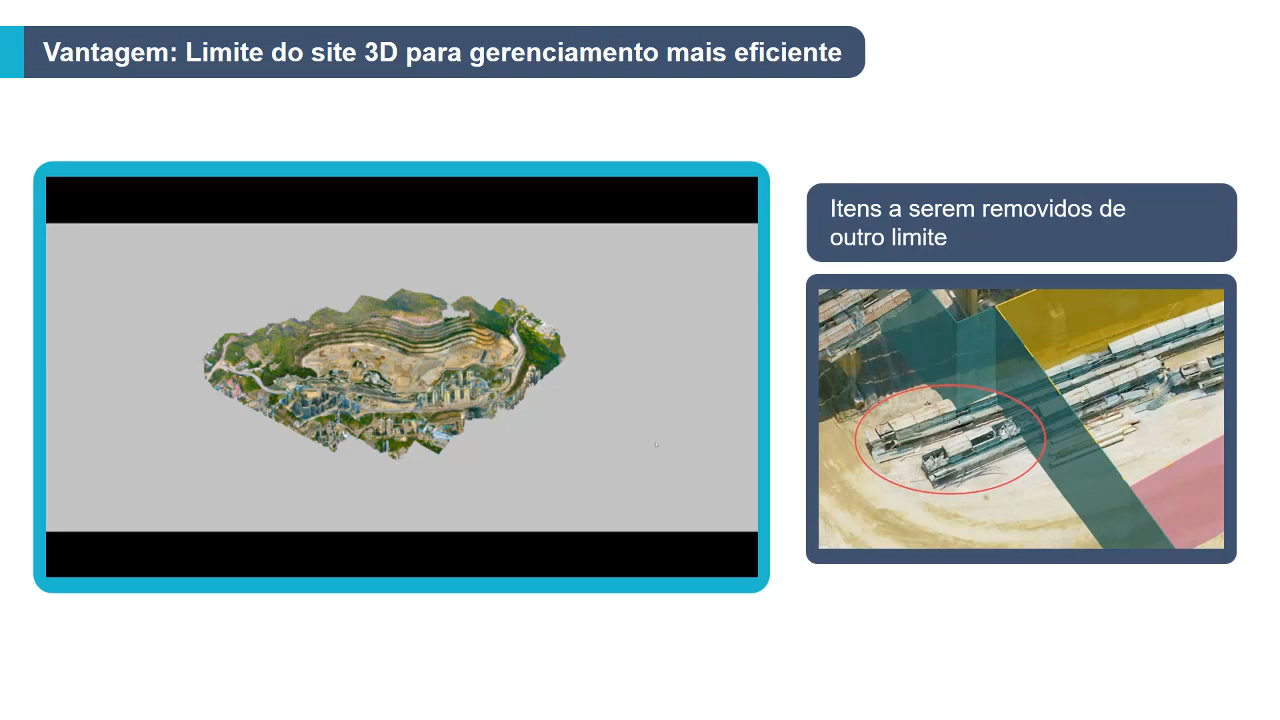 Vantagem: Limite do site 3D para gerenciamento mais eficiente
Itens a serem removidos de
outro limite